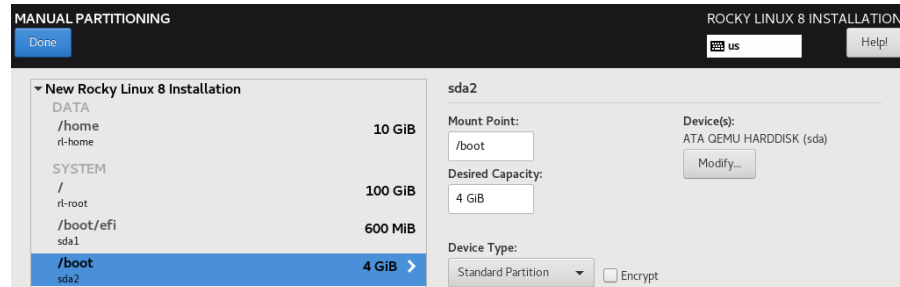 MANUAL PARTITIONING
ROCKY LINUX 8 INSTALLATION
Done
us
Help!
New Rocky Linux 8 Installation
DATA
/home
10 GiB
rl-home
SYSTEM
/
100 GiB
rl-root
/boot/efi
600 MiB
sda1
/boot
4 GiB
sda2
sda2
Mount Point:
/boot
Desired Capacity:
4 GiB
Device(s):
ATA QEMU HARDDISK (sda)
Modify...
Device Type:
Standard Partition
Encrypt